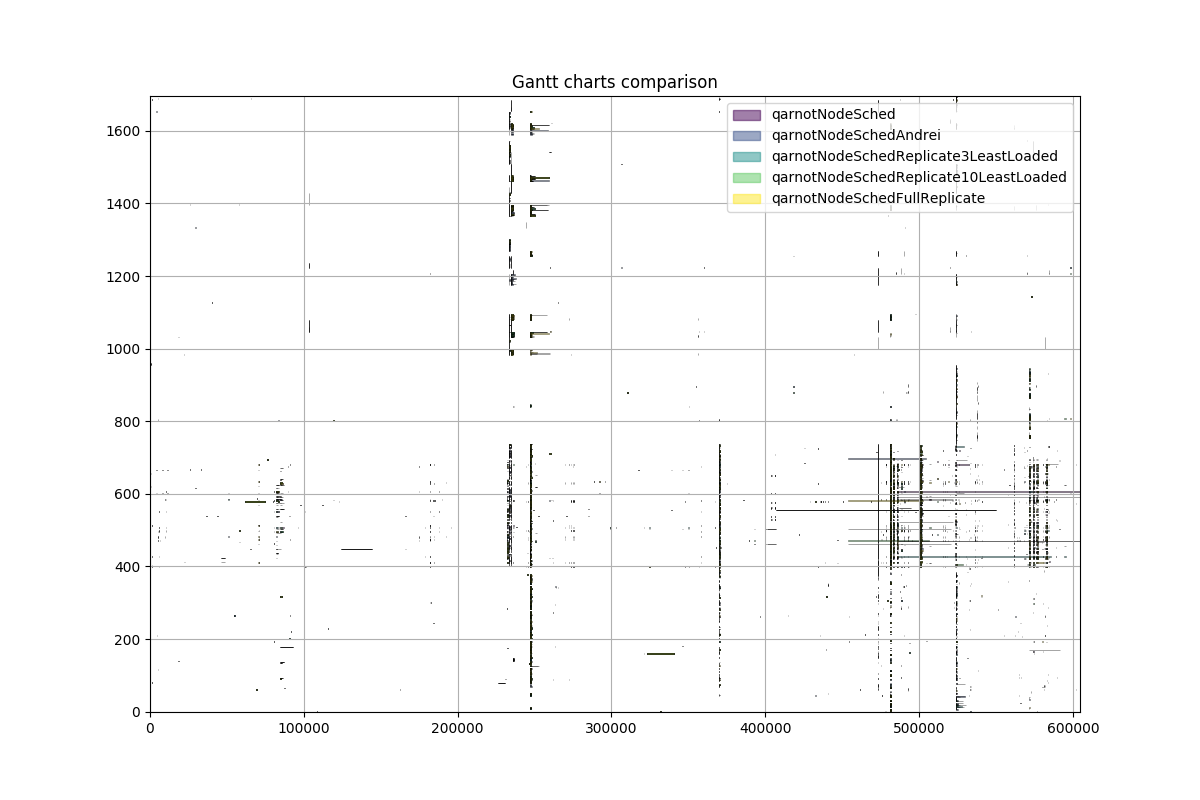 Gantt charts comparison
qarnotNodeSched
qarnotNodeSchedAndrei
qarnotNodeSchedReplicate3LeastLoaded
qarnotNodeSchedReplicate10LeastLoaded
qarnotNodeSchedFullReplicate
1600
1400
1200
1000
800
600
400
200
0
0 100000 200000 300000 400000 500000 600000